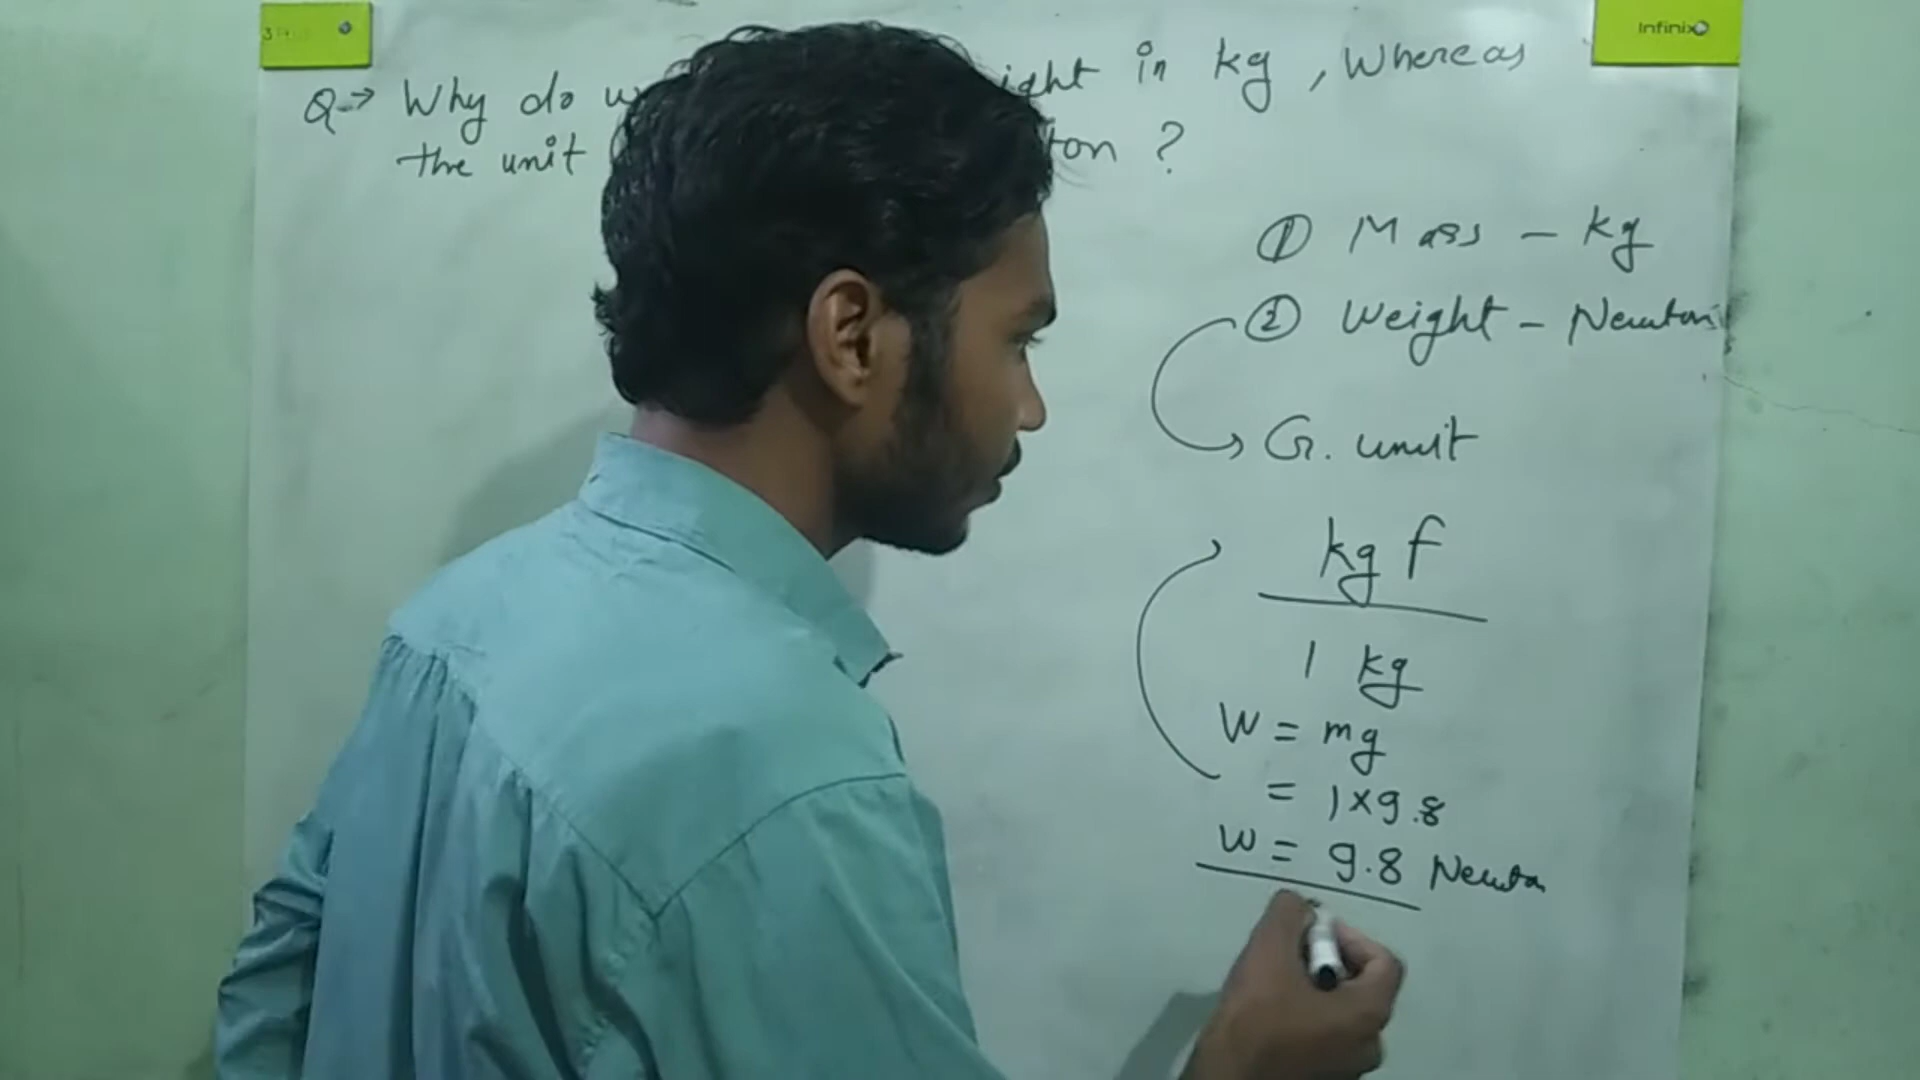 Infinix
Q→ Why do ight in kg, Whereas
the unit ton ?
① Mass – kg
② Weight – Newton
G. unit
kg f
1 kg
W = mg
= 1×9.8
W = 9.8 Newton